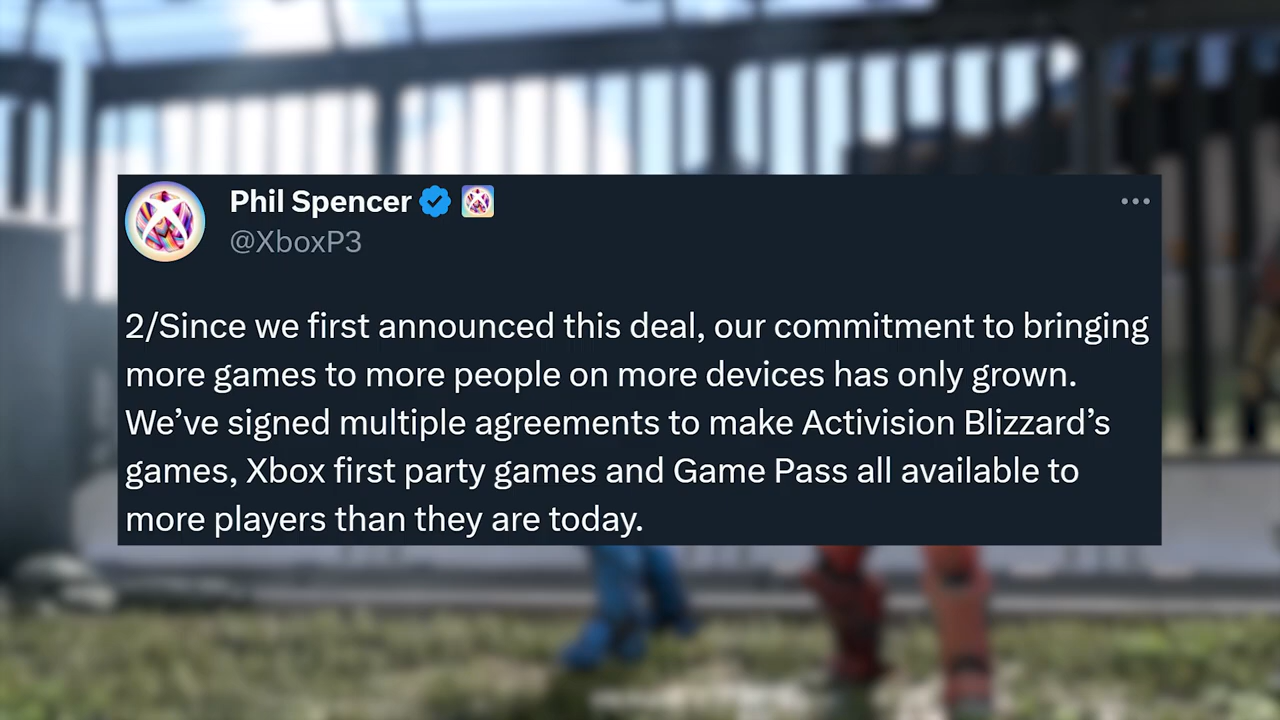 Phil Spencer
@XboxP3
2/Since we first announced this deal, our commitment to bringing
more games to more people on more devices has only grown.
We’ve signed multiple agreements to make Activision Blizzard’s
games, Xbox first party games and Game Pass all available to
more players than they are today.